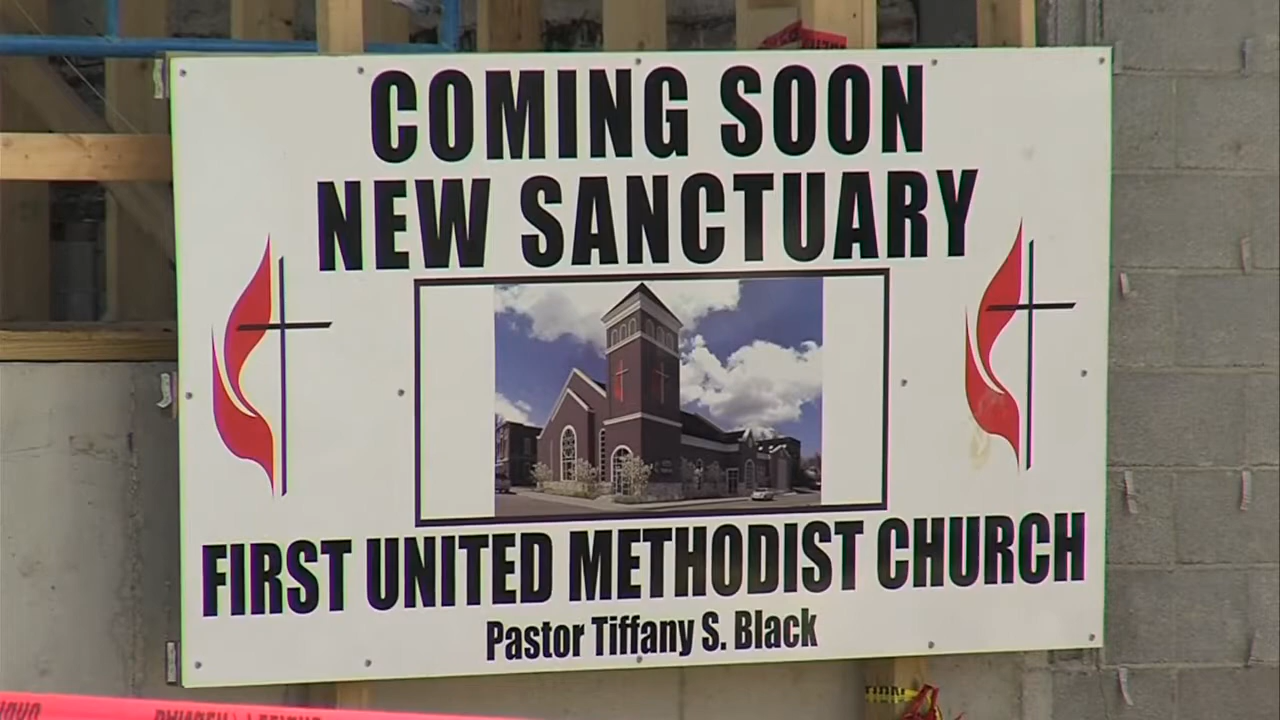 COMING SOON
NEW SANCTUARY
FIRST UNITED METHODIST CHURCH
Pastor Tiffany S. Black